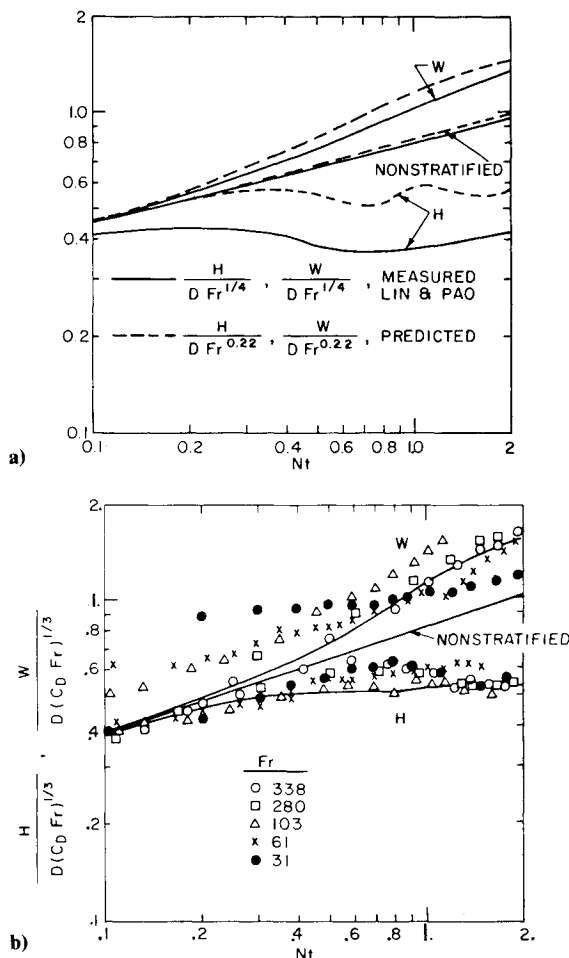 2
1.0
0.8
0.6
0.4
0.2
0.1
W
NONSTRATIFIED
H
H / D Fr^1/4 , W / D Fr^1/4 , MEASURED LIN & PAO
H / D Fr^0.22 , W / D Fr^0.22 , PREDICTED
0.1 0.2 0.4 0.6 0.8 1.0 2
Nt
a)
2.
1.
.8
.6
.4
.2
.1
H / D(C_D Fr)^1/3 , W / D(C_D Fr)^1/3
W
NONSTRATIFIED
H
Fr
338
280
103
61
31
.1 .2 .4 .6 .8 1. 2.
Nt
b)